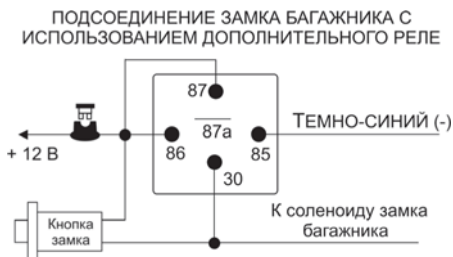 ПОДСОЕДИНЕНИЕ ЗАМКА БАГАЖНИКА С
ИСПОЛЬЗОВАНИЕМ ДОПОЛНИТЕЛЬНОГО РЕЛЕ
87
87a
86
85
30
ТЕМНО-СИНИЙ (-)
+ 12 В
Кнопка
замка
К соленоиду замка
багажника